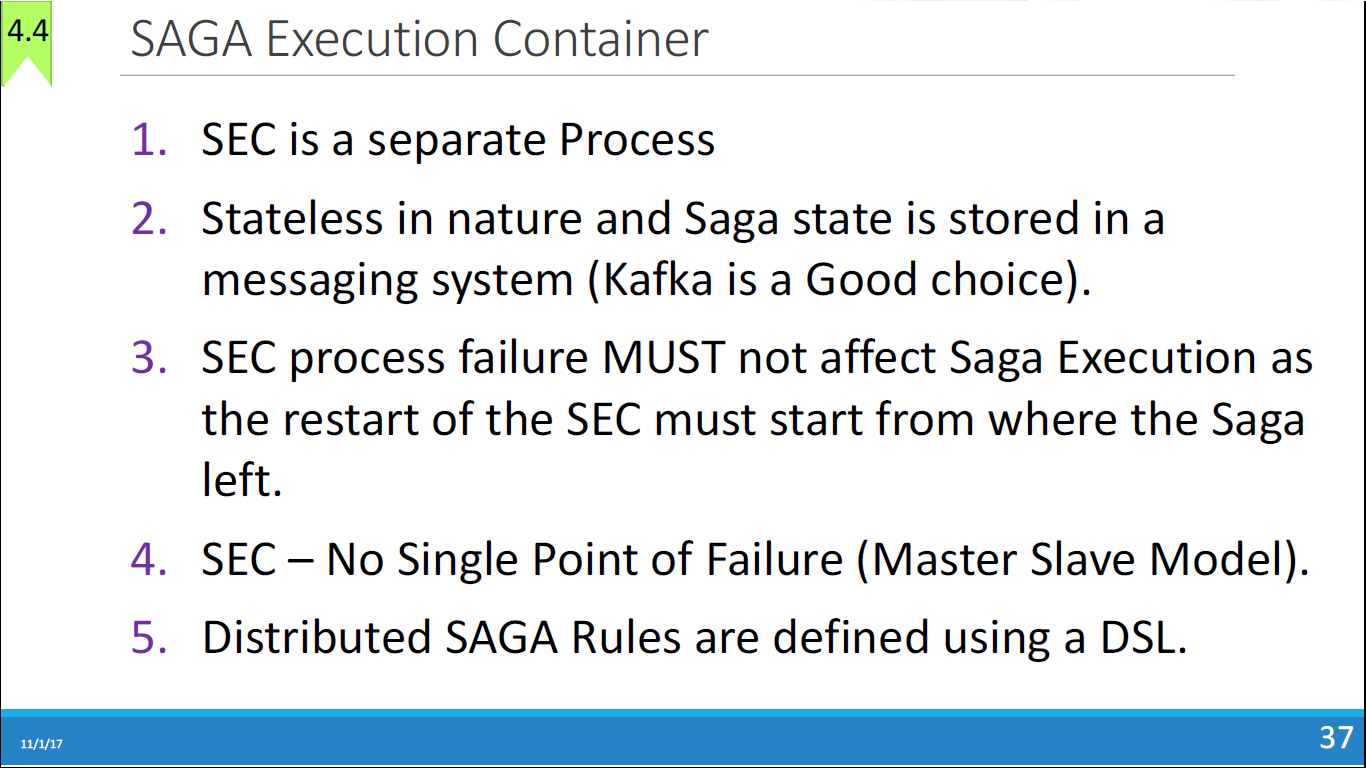 4.4
SAGA Execution Container
1. SEC is a separate Process
2. Stateless in nature and Saga state is stored in a
messaging system (Kafka is a Good choice).
3. SEC process failure MUST not affect Saga Execution as
the restart of the SEC must start from where the Saga
left.
4. SEC – No Single Point of Failure (Master Slave Model).
5. Distributed SAGA Rules are defined using a DSL.
11/1/17
37